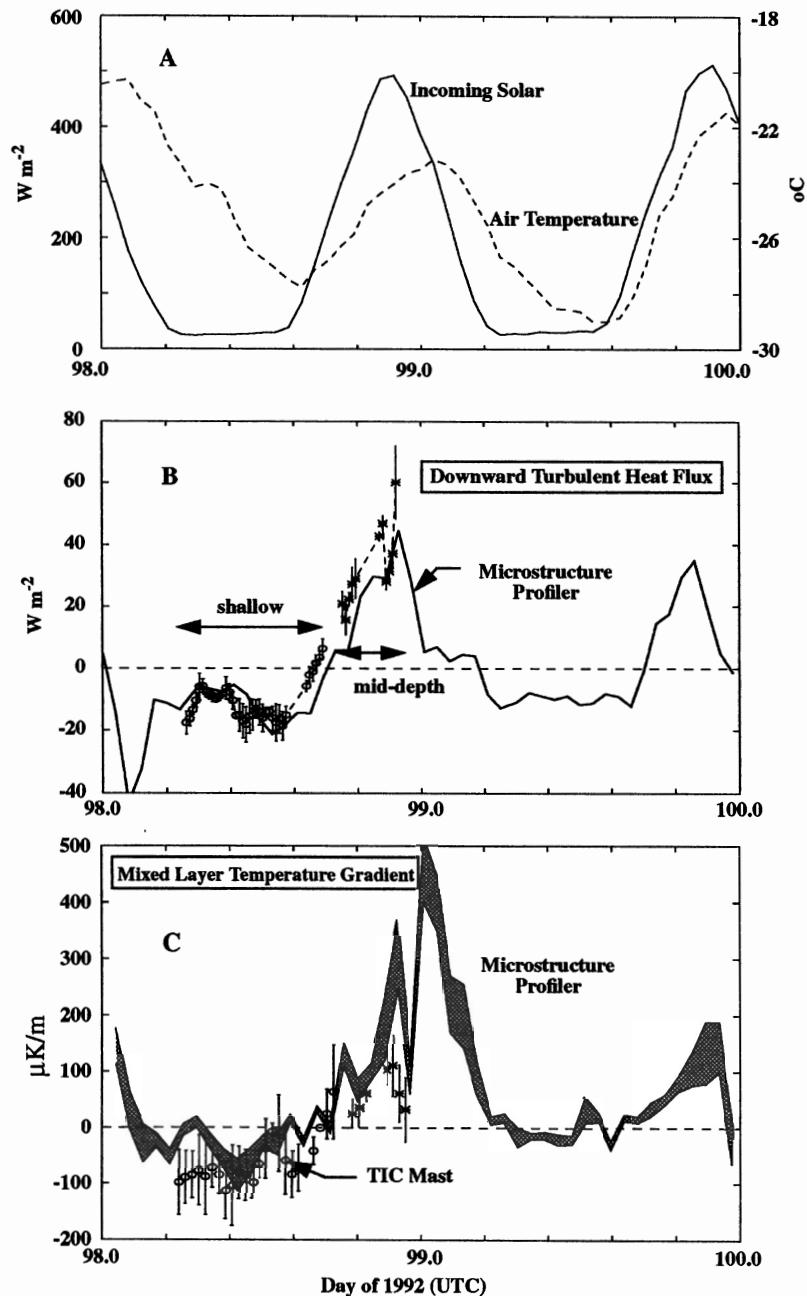 600
400
200
0
W m-2
A
Incoming Solar
Air Temperature
-18
-22
-26
-30
oC
98.0
99.0
100.0
80
60
40
20
0
-20
-40
W m-2
B
Downward Turbulent Heat Flux
shallow
Microstructure
Profiler
mid-depth
98.0
99.0
100.0
500
400
300
200
100
0
-100
-200
μK/m
Mixed Layer Temperature Gradient
C
Microstructure
Profiler
TIC Mast
98.0
99.0
100.0
Day of 1992 (UTC)